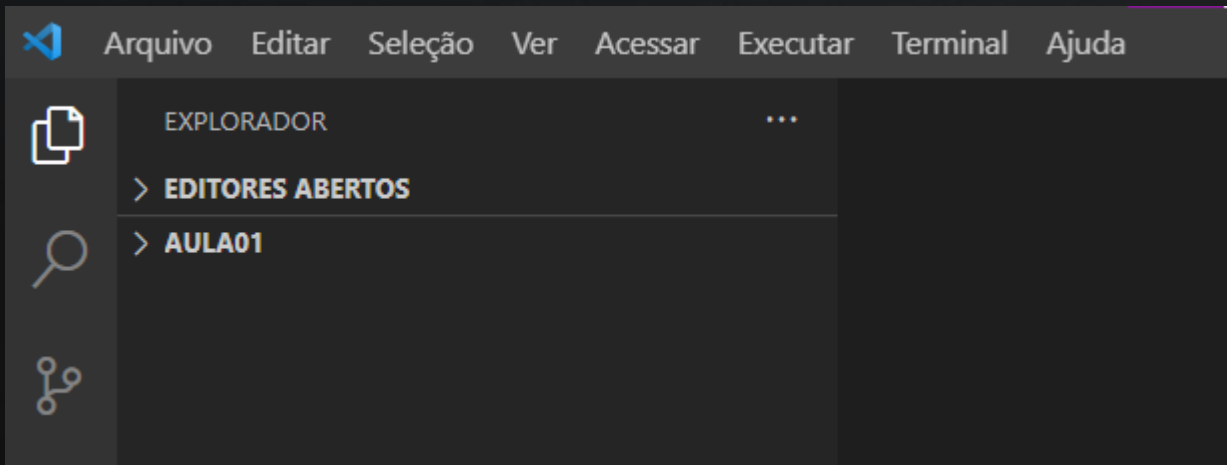 Arquivo Editar Seleção Ver Acessar Executar Terminal Ajuda
EXPLORADOR
EDITORES ABERTOS
AULA01